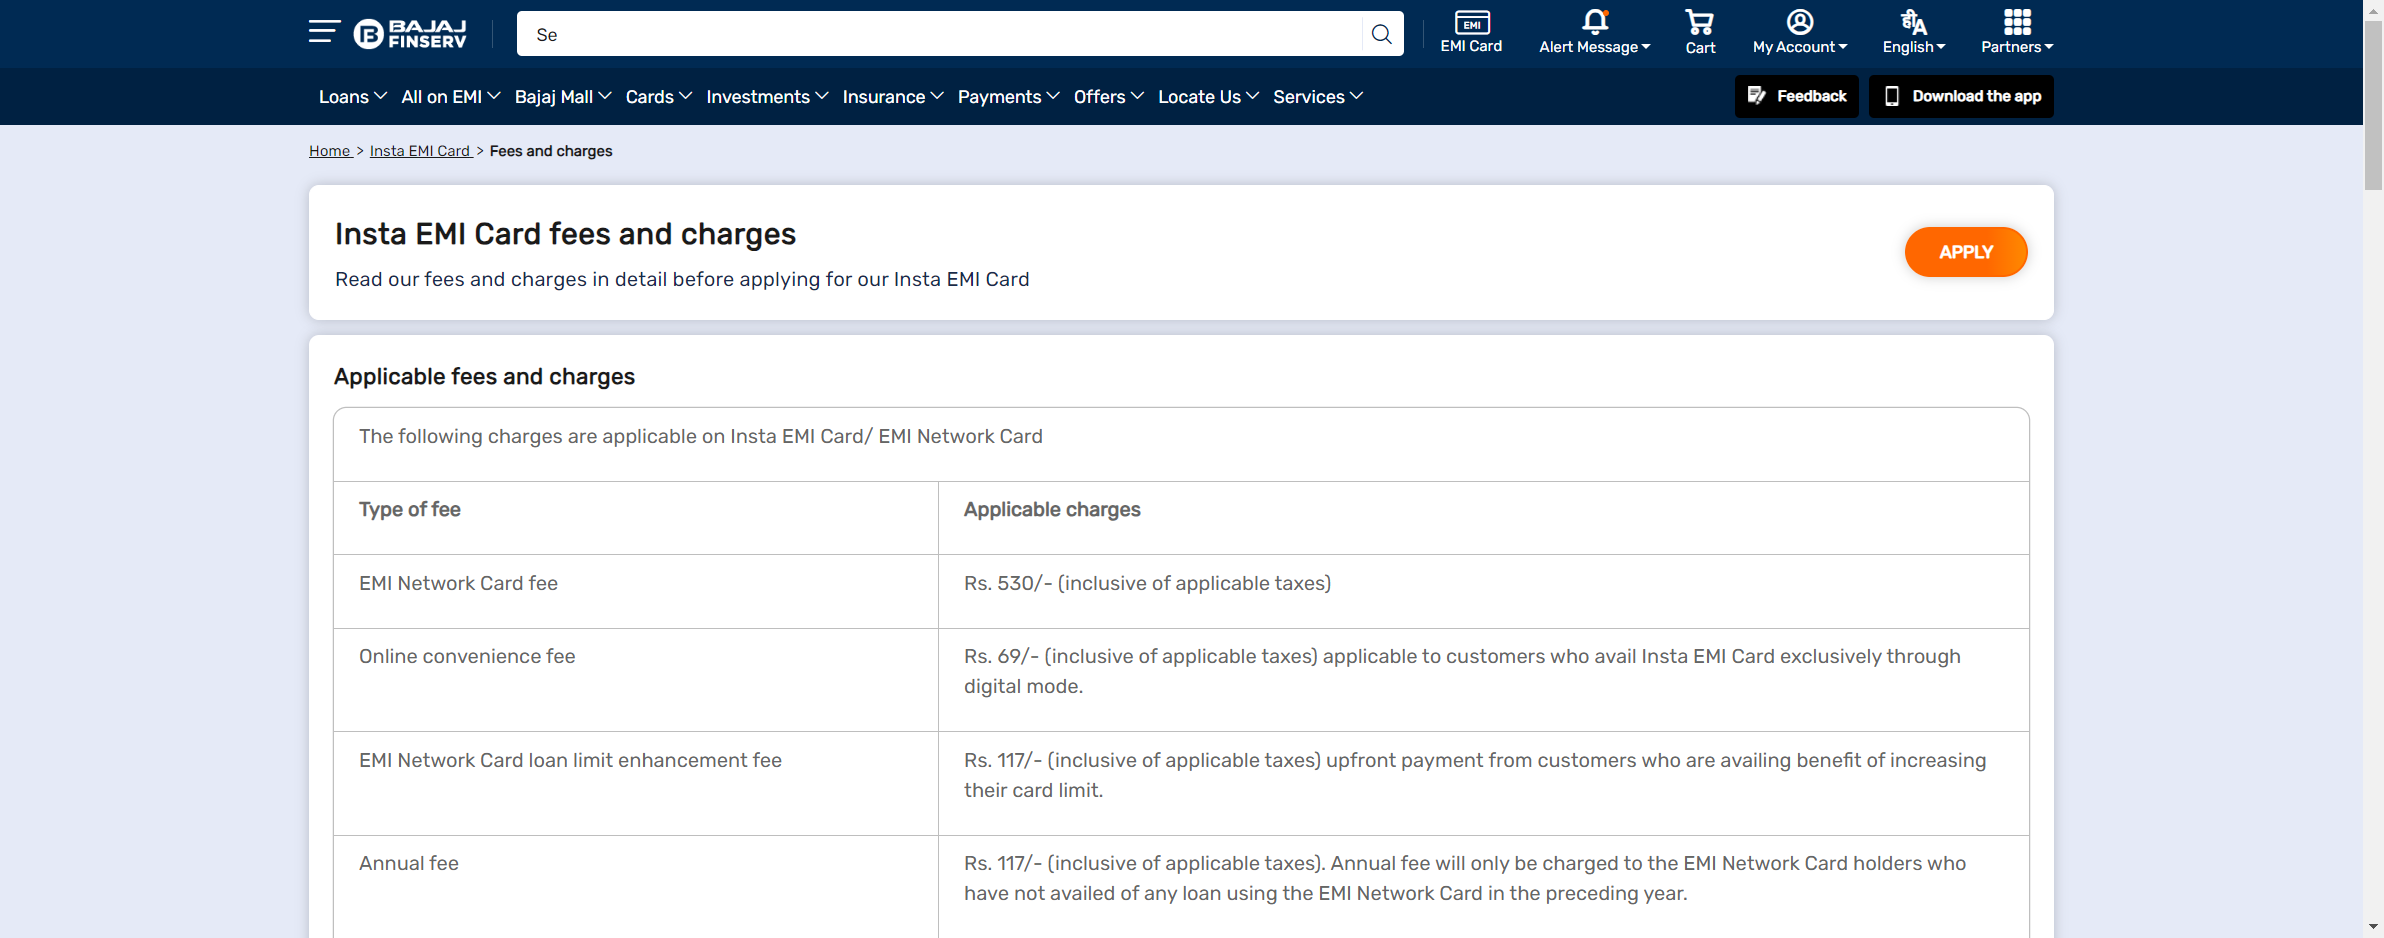 BAJAJ
FINSERV
Se
EMI
EMI Card
Alert Message
Cart
My Account
हीA
English
Partners
Loans All on EMI Bajaj Mall Cards Investments Insurance Payments Offers Locate Us Services
Feedback
Download the app
Home > Insta EMI Card > Fees and charges
Insta EMI Card fees and charges
Read our fees and charges in detail before applying for our Insta EMI Card
APPLY
Applicable fees and charges
The following charges are applicable on Insta EMI Card/ EMI Network Card
Type of fee
Applicable charges
EMI Network Card fee
Rs. 530/- (inclusive of applicable taxes)
Online convenience fee
Rs. 69/- (inclusive of applicable taxes) applicable to customers who avail Insta EMI Card exclusively through
digital mode.
EMI Network Card loan limit enhancement fee
Rs. 117/- (inclusive of applicable taxes) upfront payment from customers who are availing benefit of increasing
their card limit.
Annual fee
Rs. 117/- (inclusive of applicable taxes). Annual fee will only be charged to the EMI Network Card holders who
have not availed of any loan using the EMI Network Card in the preceding year.